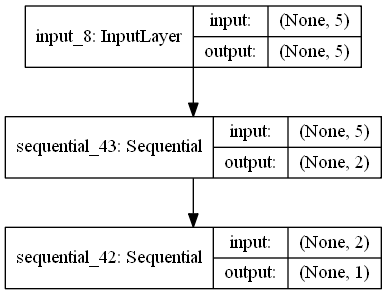 input_8: InputLayer
input: (None, 5)
output: (None, 5)
sequential_43: Sequential
input: (None, 5)
output: (None, 2)
sequential_42: Sequential
input: (None, 2)
output: (None, 1)